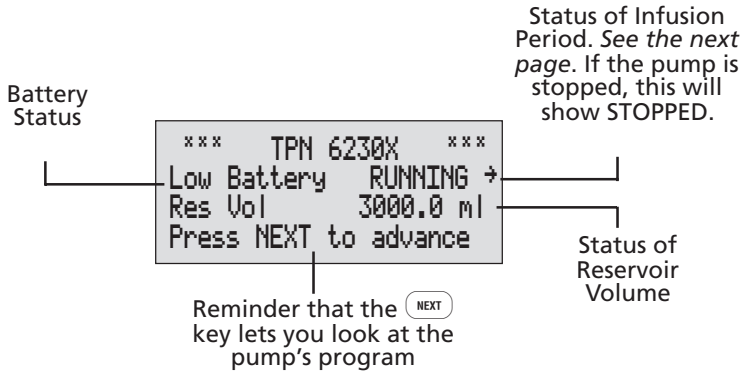 Status of Infusion
Period. See the next
page. If the pump is
stopped, this will
show STOPPED.
Battery
Status
*** TPN 6230X ***
Low Battery RUNNING →
Res Vol 3000.0 ml
Press NEXT to advance
Status of
Reservoir
Volume
Reminder that the NEXT
key lets you look at the
pump's program